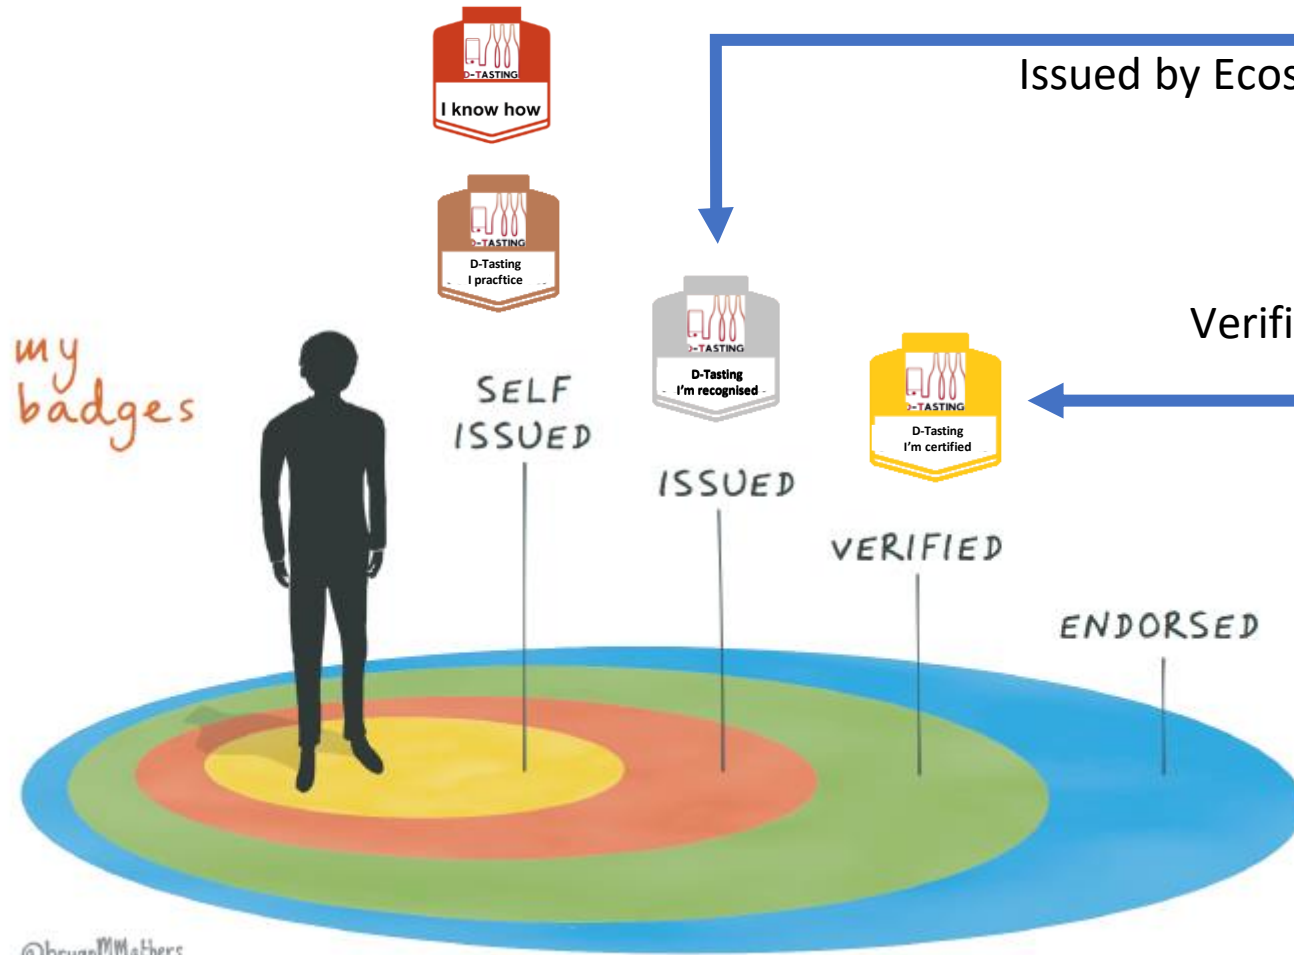 D-TASTING
I know how
Issued by Ecos
D-TASTING
D-Tasting
I pracftice
D-TASTING
D-Tasting
I'm recognised
Verifi
D-TASTING
D-Tasting
I'm certified
my
badges
SELF
ISSUED
ISSUED
VERIFIED
ENDORSED
@bryanMMathers